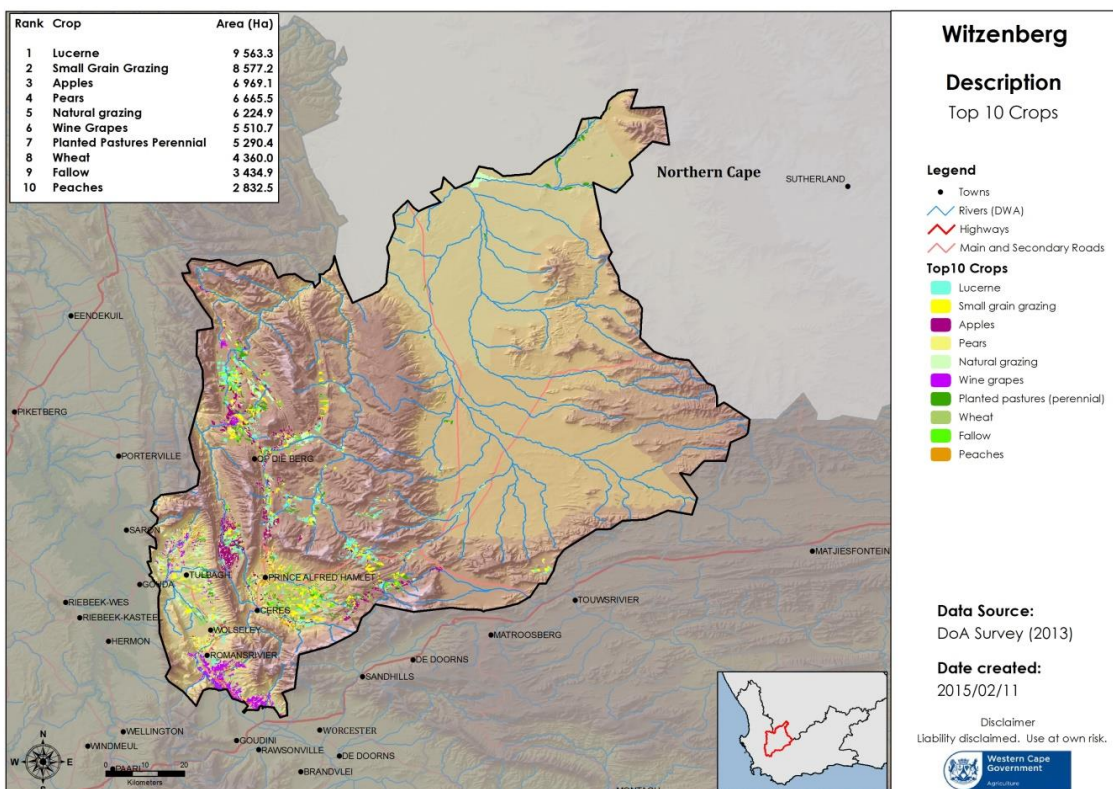 Rank Crop Area (Ha)
1 Lucerne 9 563.3
2 Small Grain Grazing 8 577.2
3 Apples 6 969.1
4 Pears 6 665.5
5 Natural grazing 6 224.9
6 Wine Grapes 5 510.7
7 Planted Pastures Perennial 5 290.4
8 Wheat 4 360.0
9 Fallow 3 434.9
10 Peaches 2 832.5
Northern Cape
SUTHERLAND
EENDEKUIL
PIKETBERG
PORTERVILLE
OP DIE BERG
SARON
MATJIESFONTEIN
TULBAGH
PRINCE ALFRED HAMLET
GOUDA
RIEBEEK-WES
TOUWSRIVIER
CERES
RIEBEEK-KASTEEL
WOLSELEY
MATROOSBERG
HERMON
ROMANSRIVIER
DE DOORNS
SANDHILLS
WELLINGTON
WORCESTER
GOUDINI
WINDMEUL
RAWSONVILLE
DE DOORNS
PAARL
BRANDVLEI
MONTAGU
N
W E
S
10 0 20
Kilometers
Witzenberg
Description
Top 10 Crops
Legend
Towns
Rivers (DWA)
Highways
Main and Secondary Roads
Top10 Crops
Lucerne
Small grain grazing
Apples
Pears
Natural grazing
Wine grapes
Planted pastures (perennial)
Wheat
Fallow
Peaches
Data Source:
DoA Survey (2013)
Date created:
2015/02/11
Disclaimer
Liability disclaimed. Use at own risk.
Western Cape
Government
Agriculture